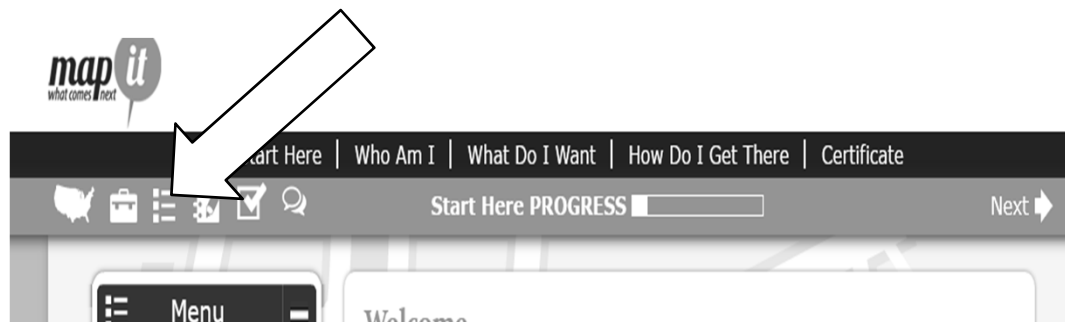 map it
what comes next
Start Here | Who Am I | What Do I Want | How Do I Get There | Certificate
Start Here PROGRESS
Next
Menu
Welcome